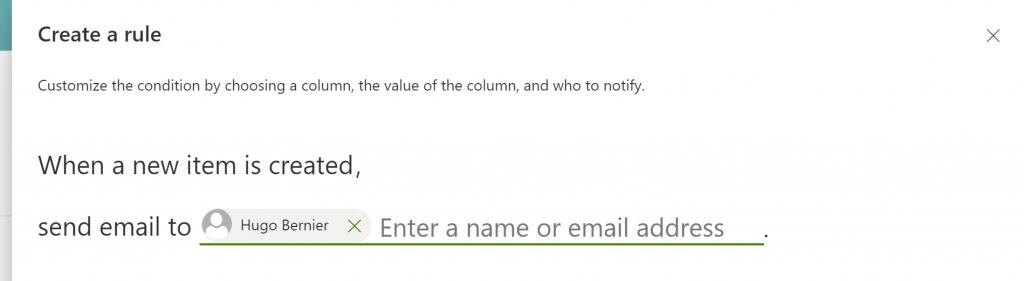 Create a rule
Customize the condition by choosing a column, the value of the column, and who to notify.
When a new item is created,
send email to Hugo Bernier Enter a name or email address.